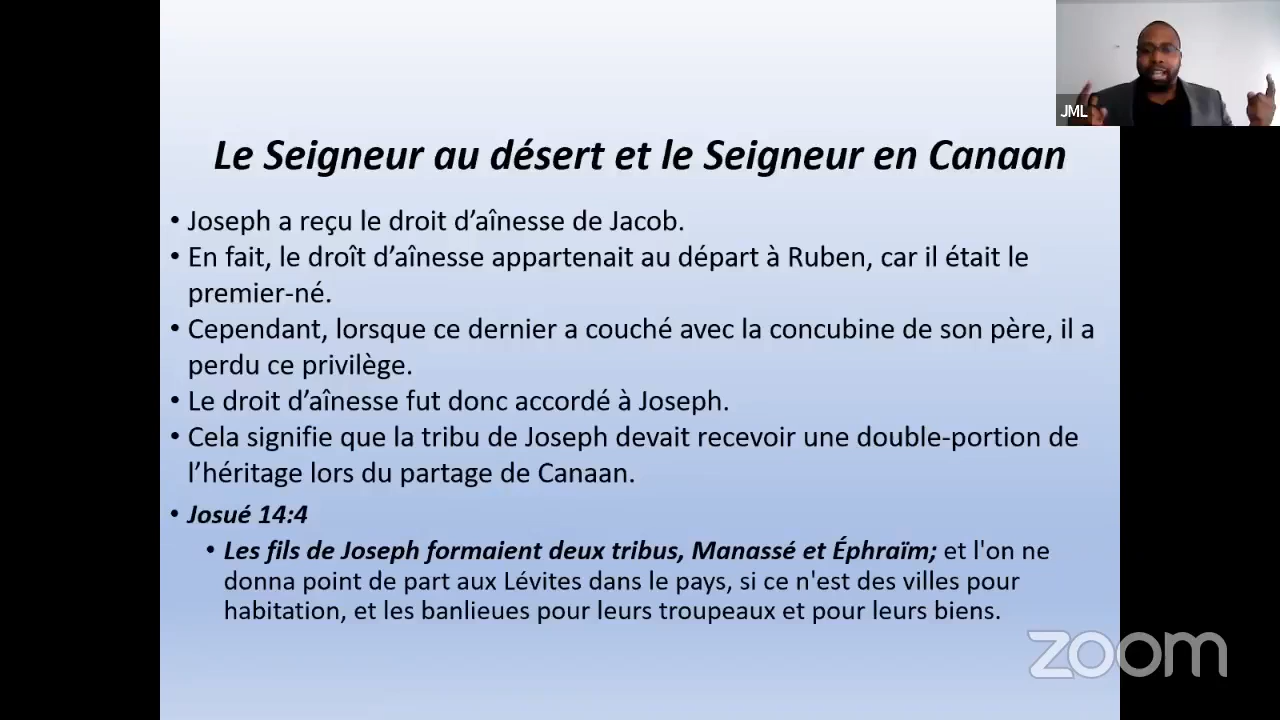 JML
Le Seigneur au désert et le Seigneur en Canaan
• Joseph a reçu le droit d’aînesse de Jacob.
• En fait, le droît d’aînesse appartenait au départ à Ruben, car il était le
premier-né.
• Cependant, lorsque ce dernier a couché avec la concubine de son père, il a
perdu ce privilège.
• Le droit d’aînesse fut donc accordé à Joseph.
• Cela signifie que la tribu de Joseph devait recevoir une double-portion de
l’héritage lors du partage de Canaan.
• Josué 14:4
• Les fils de Joseph formaient deux tribus, Manassé et Éphraïm; et l'on ne
donna point de part aux Lévites dans le pays, si ce n'est des villes pour
habitation, et les banlieues pour leurs troupeaux et pour leurs biens.
zoom